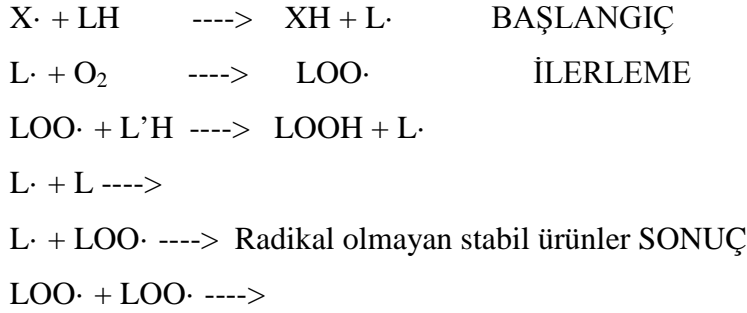 X· + LH ----> XH + L· BAŞLANGIÇ
L· + O₂ ----> LOO· İLERLEME
LOO· + L’H ----> LOOH + L·
L· + L ---->
L· + LOO· ----> Radikal olmayan stabil ürünler SONUÇ
LOO· + LOO· ---->